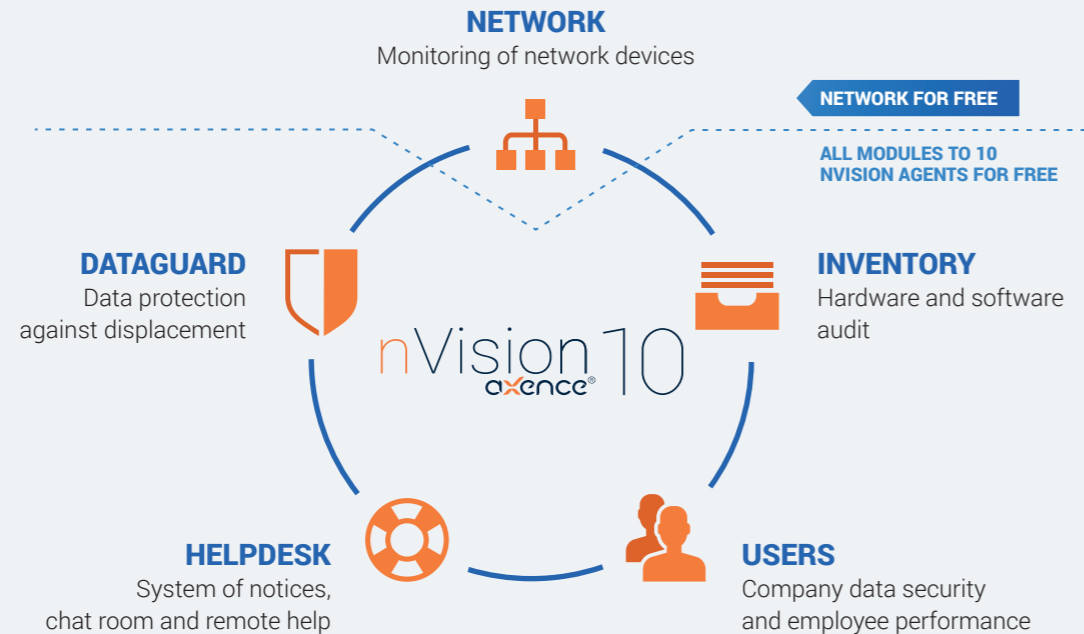 NETWORK
Monitoring of network devices
NETWORK FOR FREE
ALL MODULES TO 10
NVISION AGENTS FOR FREE
DATAGUARD
Data protection
against displacement
INVENTORY
Hardware and software
audit
nVision 10
axence®
HELPDESK
System of notices,
chat room and remote help
USERS
Company data security
and employee performance